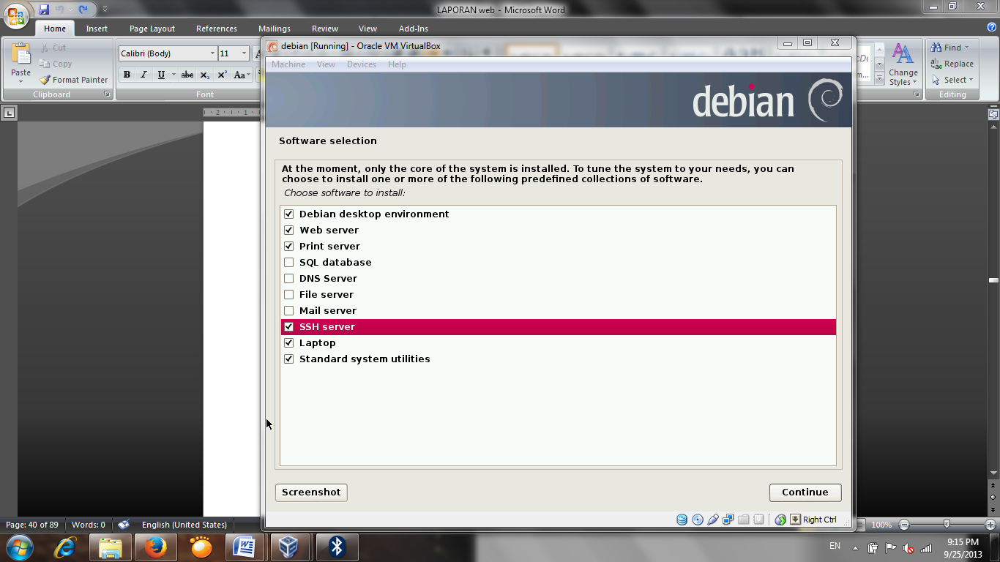 LAPORAN web - Microsoft Word
Home Insert Page Layout References Mailings Review View Add-Ins
Cut
Copy
Format Painter
Paste
Clipboard
Calibri (Body) 11
B I U abc X₂ X² Aa
Font
Change Styles
Find
Replace
Select
Editing
debian [Running] - Oracle VM VirtualBox
Machine View Devices Help
debian
Software selection
At the moment, only the core of the system is installed. To tune the system to your needs, you can
choose to install one or more of the following predefined collections of software.
Choose software to install:
Debian desktop environment
Web server
Print server
SQL database
DNS Server
File server
Mail server
SSH server
Laptop
Standard system utilities
Screenshot Continue
Right Ctrl
Page: 40 of 89 Words: 0 English (United States) 100%
EN 9:15 PM
9/25/2013